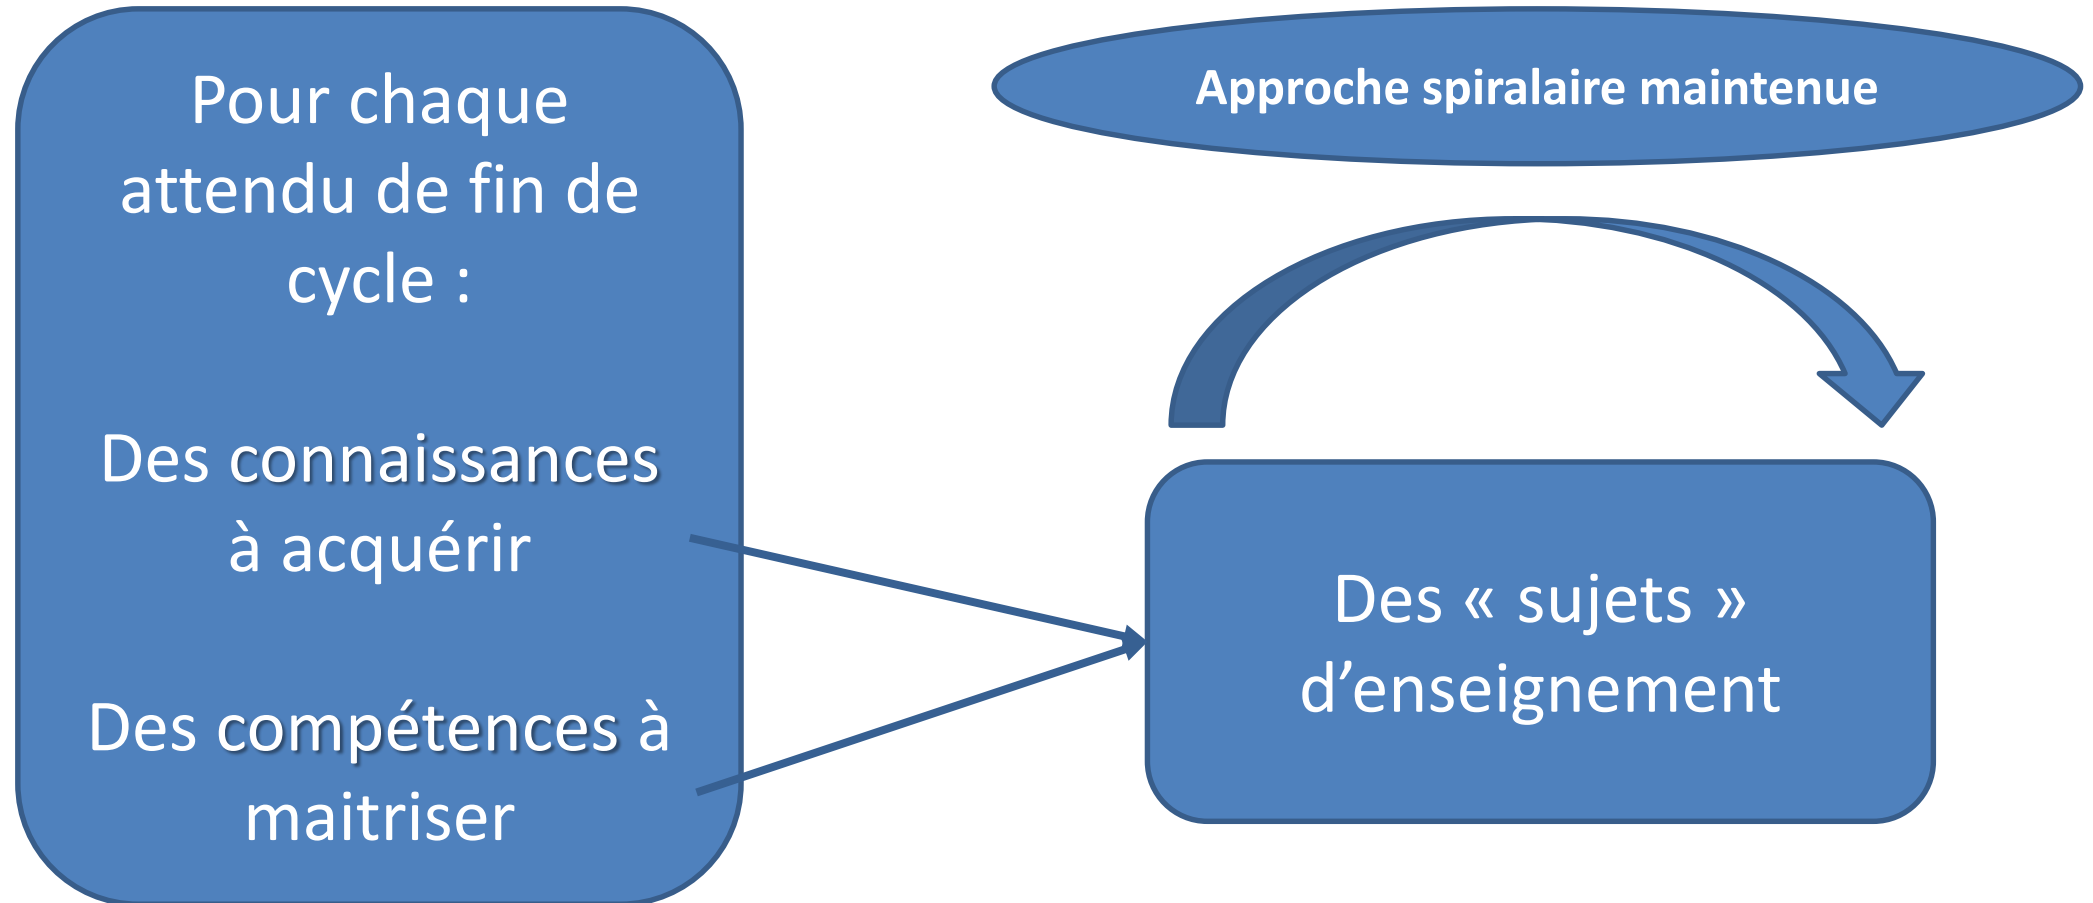 Pour chaque
attendu de fin de
cycle :
Des connaissances
à acquérir
Des compétences à
maitriser
Approche spiralaire maintenue
Des « sujets »
d’enseignement